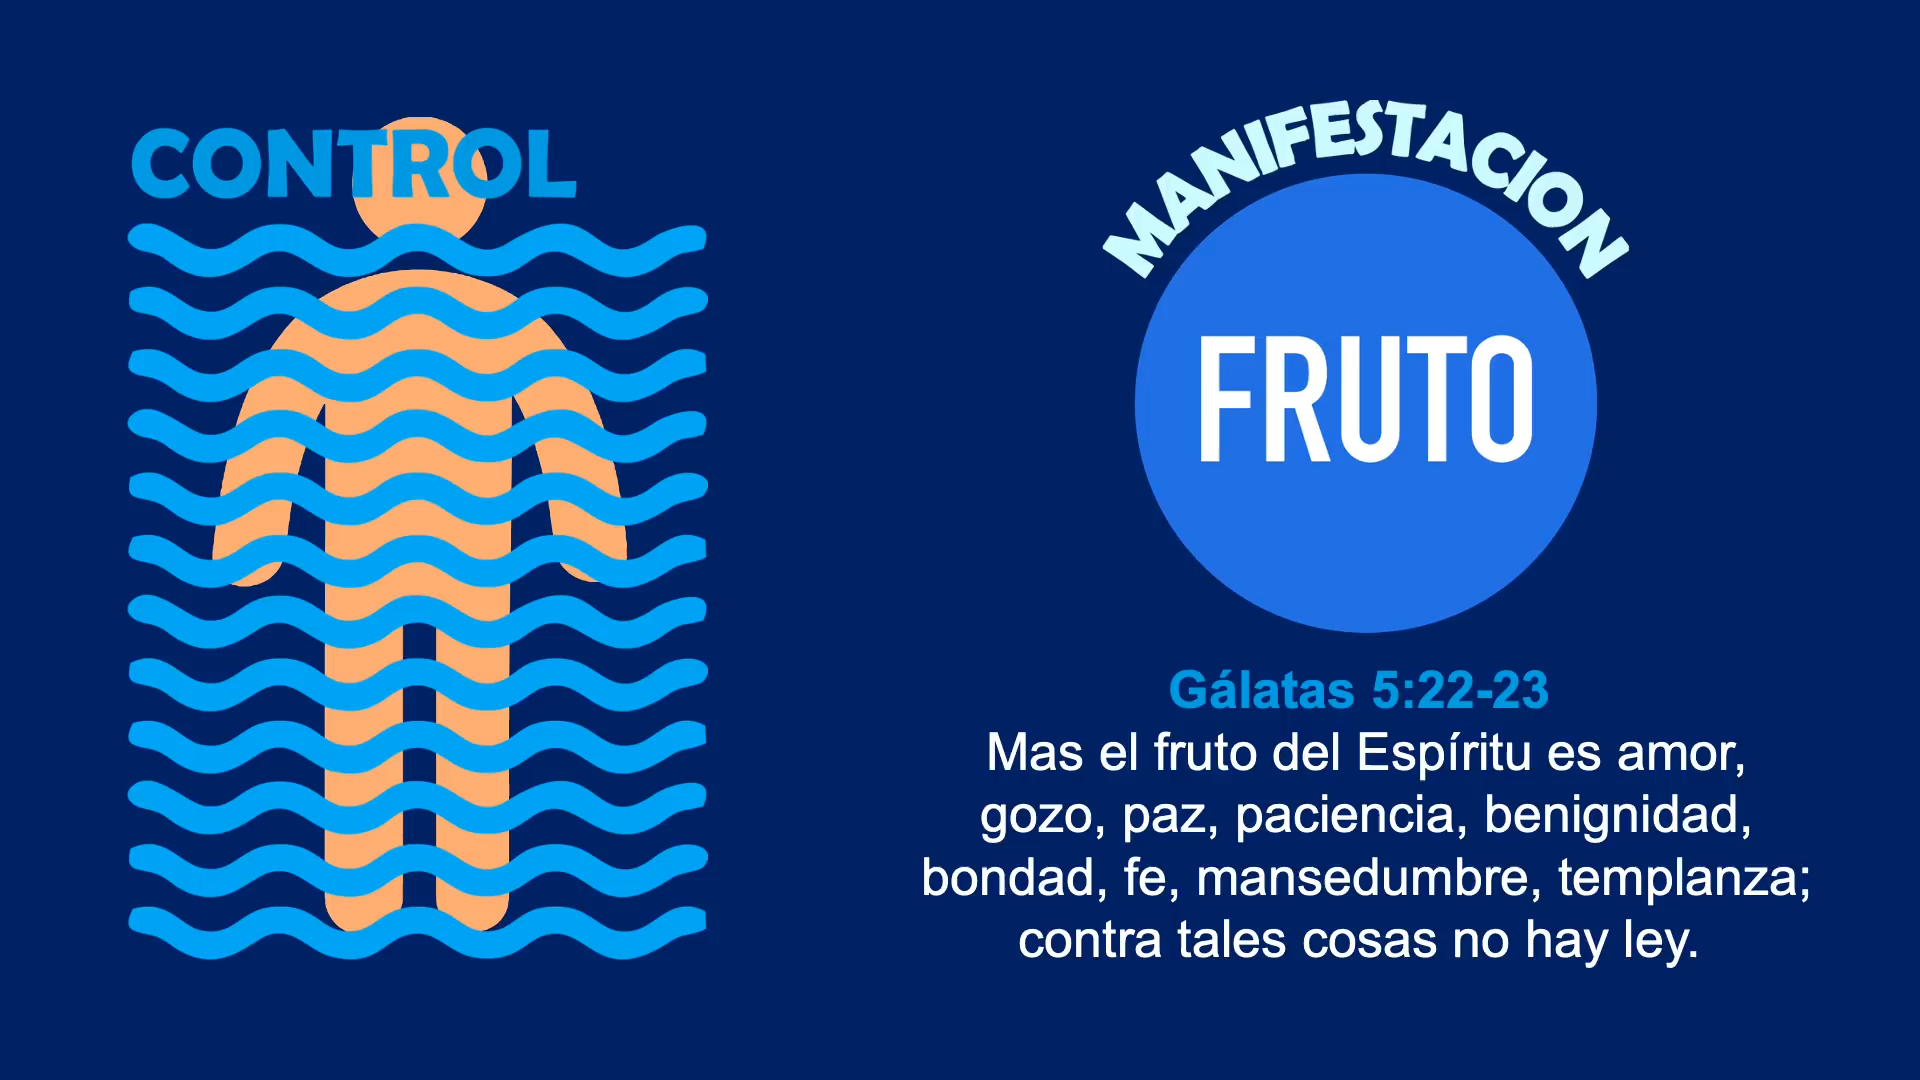 CONTROL
MANIFESTACION
FRUTO
Gálatas 5:22-23
Mas el fruto del Espíritu es amor,
gozo, paz, paciencia, benignidad,
bondad, fe, mansedumbre, templanza;
contra tales cosas no hay ley.